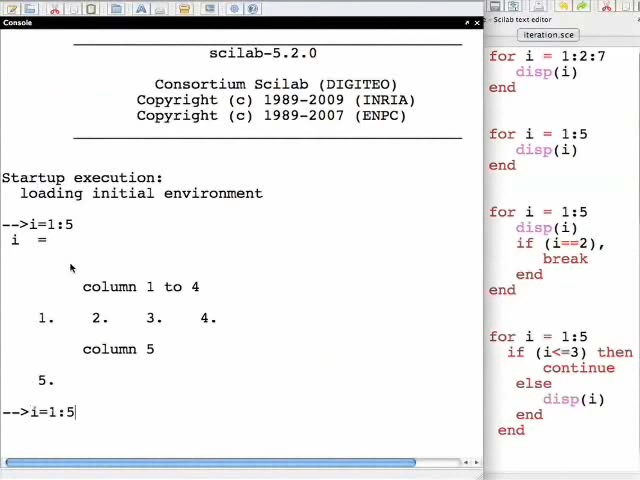 Console
scilab-5.2.0
Consortium Scilab (DIGITEO)
Copyright (c) 1989-2009 (INRIA)
Copyright (c) 1989-2007 (ENPC)
Startup execution:
loading initial environment
-->i=1:5
i =
column 1 to 4
1. 2. 3. 4.
column 5
5.
-->i=1:5
- Scilab text editor
iteration.sce
for i = 1:2:7
disp(i)
end
for i = 1:5
disp(i)
end
for i = 1:5
disp(i)
if (i==2),
break
end
end
for i = 1:5
if (i<=3) then
continue
else
disp(i)
end
end